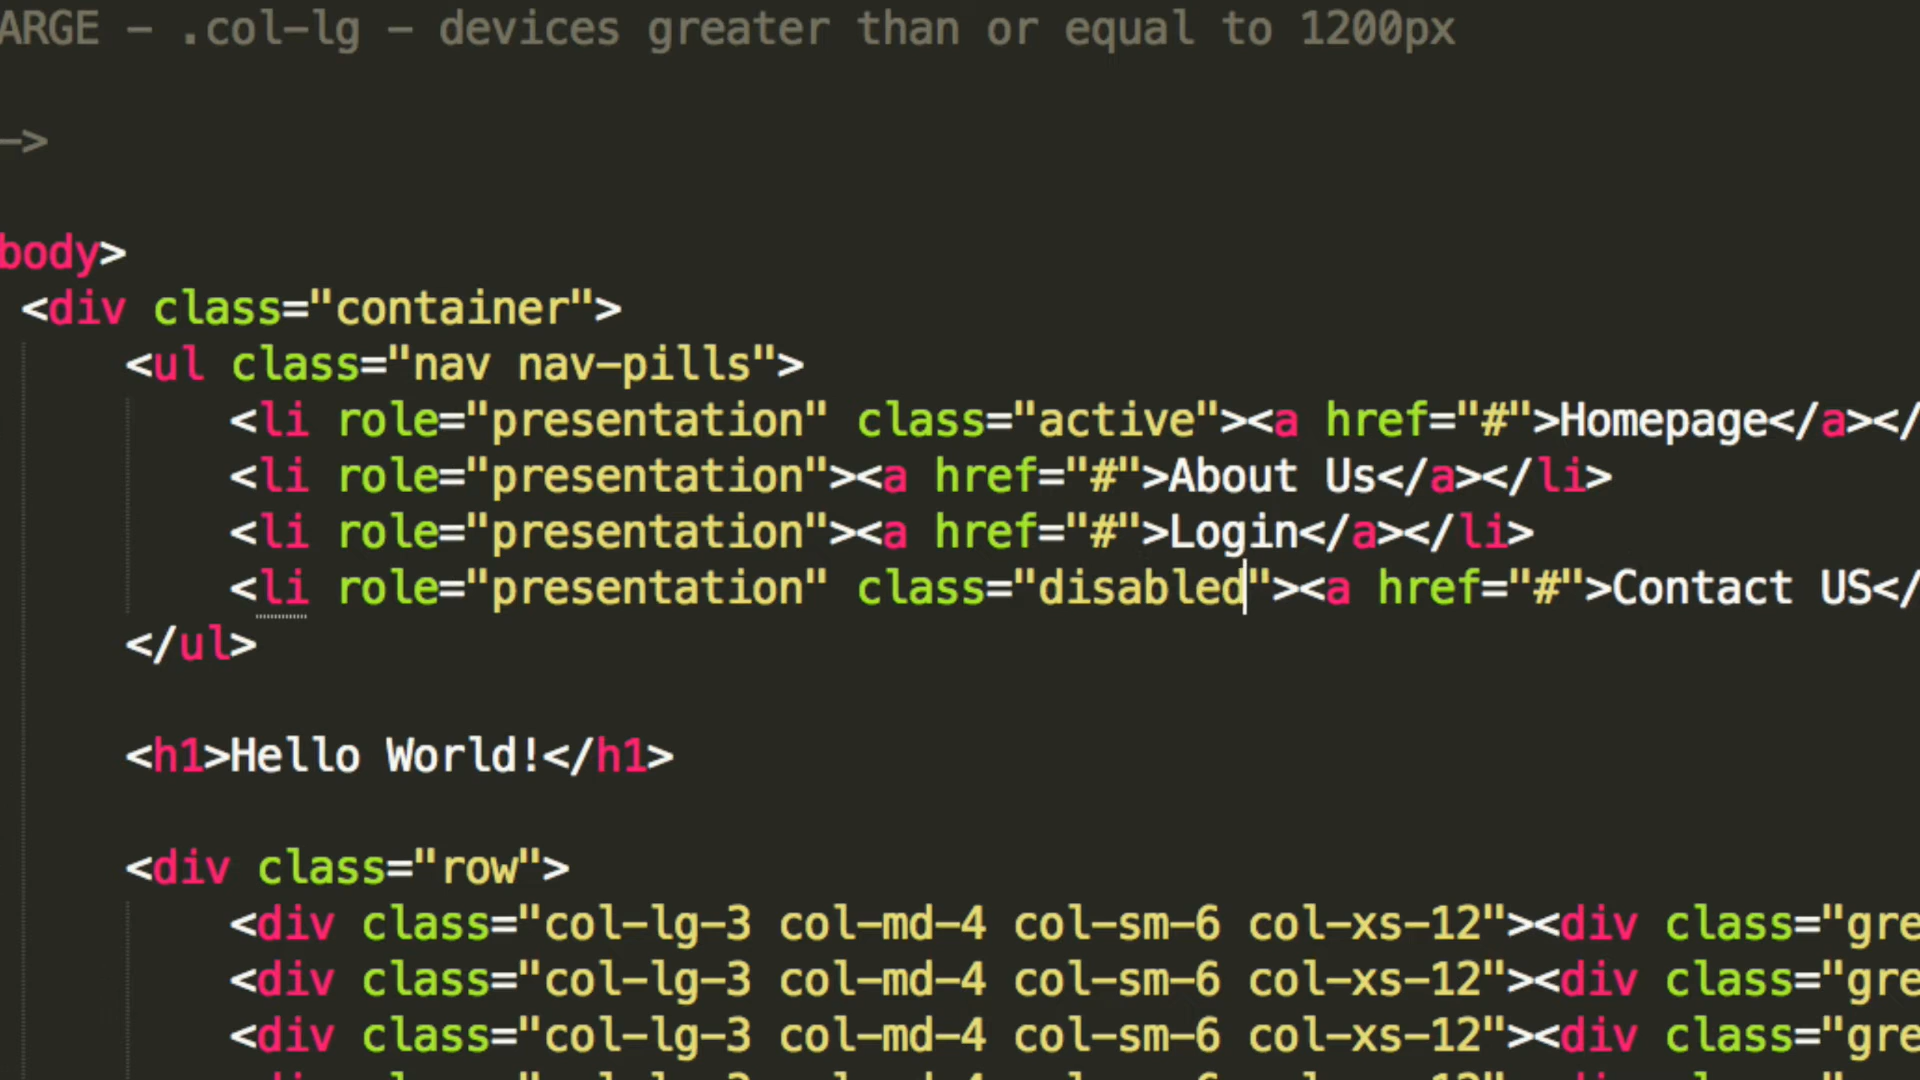 ARGE - .col-lg - devices greater than or equal to 1200px
->
body>
<div class="container">
<ul class="nav nav-pills">
<li role="presentation" class="active"><a href="#">Homepage</a></
<li role="presentation"><a href="#">About Us</a></li>
<li role="presentation"><a href="#">Login</a></li>
<li role="presentation" class="disabled"><a href="#">Contact US</
</ul>
<h1>Hello World!</h1>
<div class="row">
<div class="col-lg-3 col-md-4 col-sm-6 col-xs-12"><div class="gre
<div class="col-lg-3 col-md-4 col-sm-6 col-xs-12"><div class="gre
<div class="col-lg-3 col-md-4 col-sm-6 col-xs-12"><div class="gre